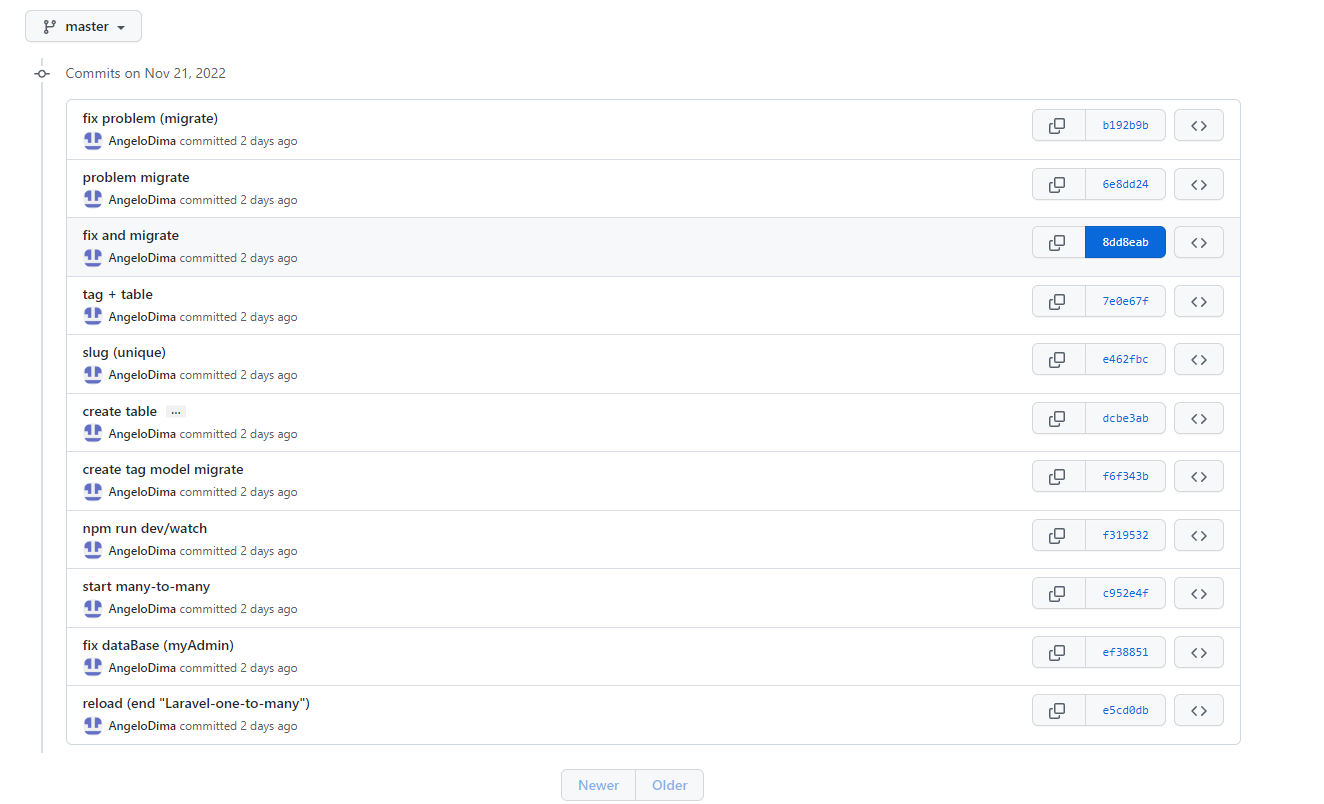 master
Commits on Nov 21, 2022
fix problem (migrate)
AngeloDima committed 2 days ago
b192b9b
problem migrate
AngeloDima committed 2 days ago
6e8dd24
fix and migrate
AngeloDima committed 2 days ago
8dd8eab
tag + table
AngeloDima committed 2 days ago
7e0e67f
slug (unique)
AngeloDima committed 2 days ago
e462fbc
create table ...
AngeloDima committed 2 days ago
dcbe3ab
create tag model migrate
AngeloDima committed 2 days ago
f6f343b
npm run dev/watch
AngeloDima committed 2 days ago
f319532
start many-to-many
AngeloDima committed 2 days ago
c952e4f
fix dataBase (myAdmin)
AngeloDima committed 2 days ago
ef38851
reload (end "Laravel-one-to-many")
AngeloDima committed 2 days ago
e5cd0db
Newer Older